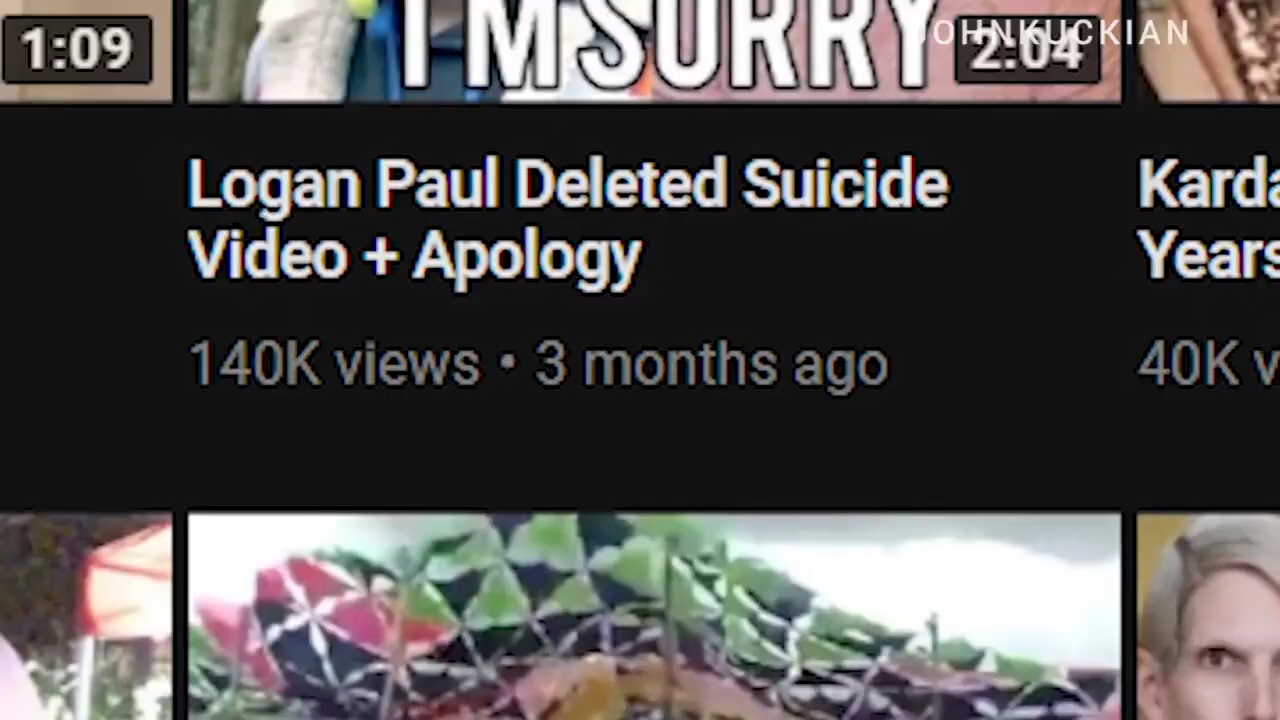 1:09
I'M SURRY
JOHNKUCKIAN
2:04
Logan Paul Deleted Suicide
Video + Apology
140K views • 3 months ago
Karda
Years
40K v